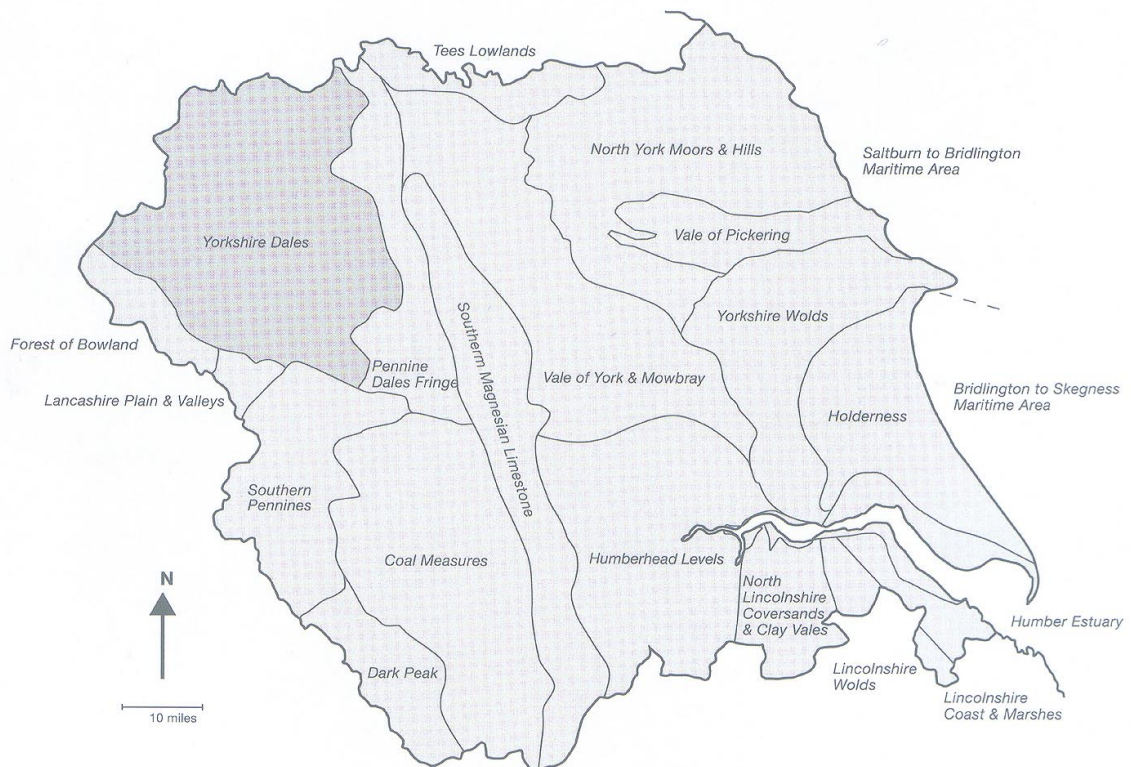 Tees Lowlands
North York Moors & Hills
Saltburn to Bridlington
Maritime Area
Yorkshire Dales
Vale of Pickering
Yorkshire Wolds
Forest of Bowland
Pennine
Dales Fringe
Southerm Magnesian Limestone
Vale of York & Mowbray
Lancashire Plain & Valleys
Bridlington to Skegness
Maritime Area
Holderness
Southern
Pennines
Coal Measures
Humberhead Levels
N
North
Lincolnshire
Coversands
& Clay Vales
Humber Estuary
Dark Peak
Lincolnshire
Wolds
Lincolnshire
Coast & Marshes
10 miles